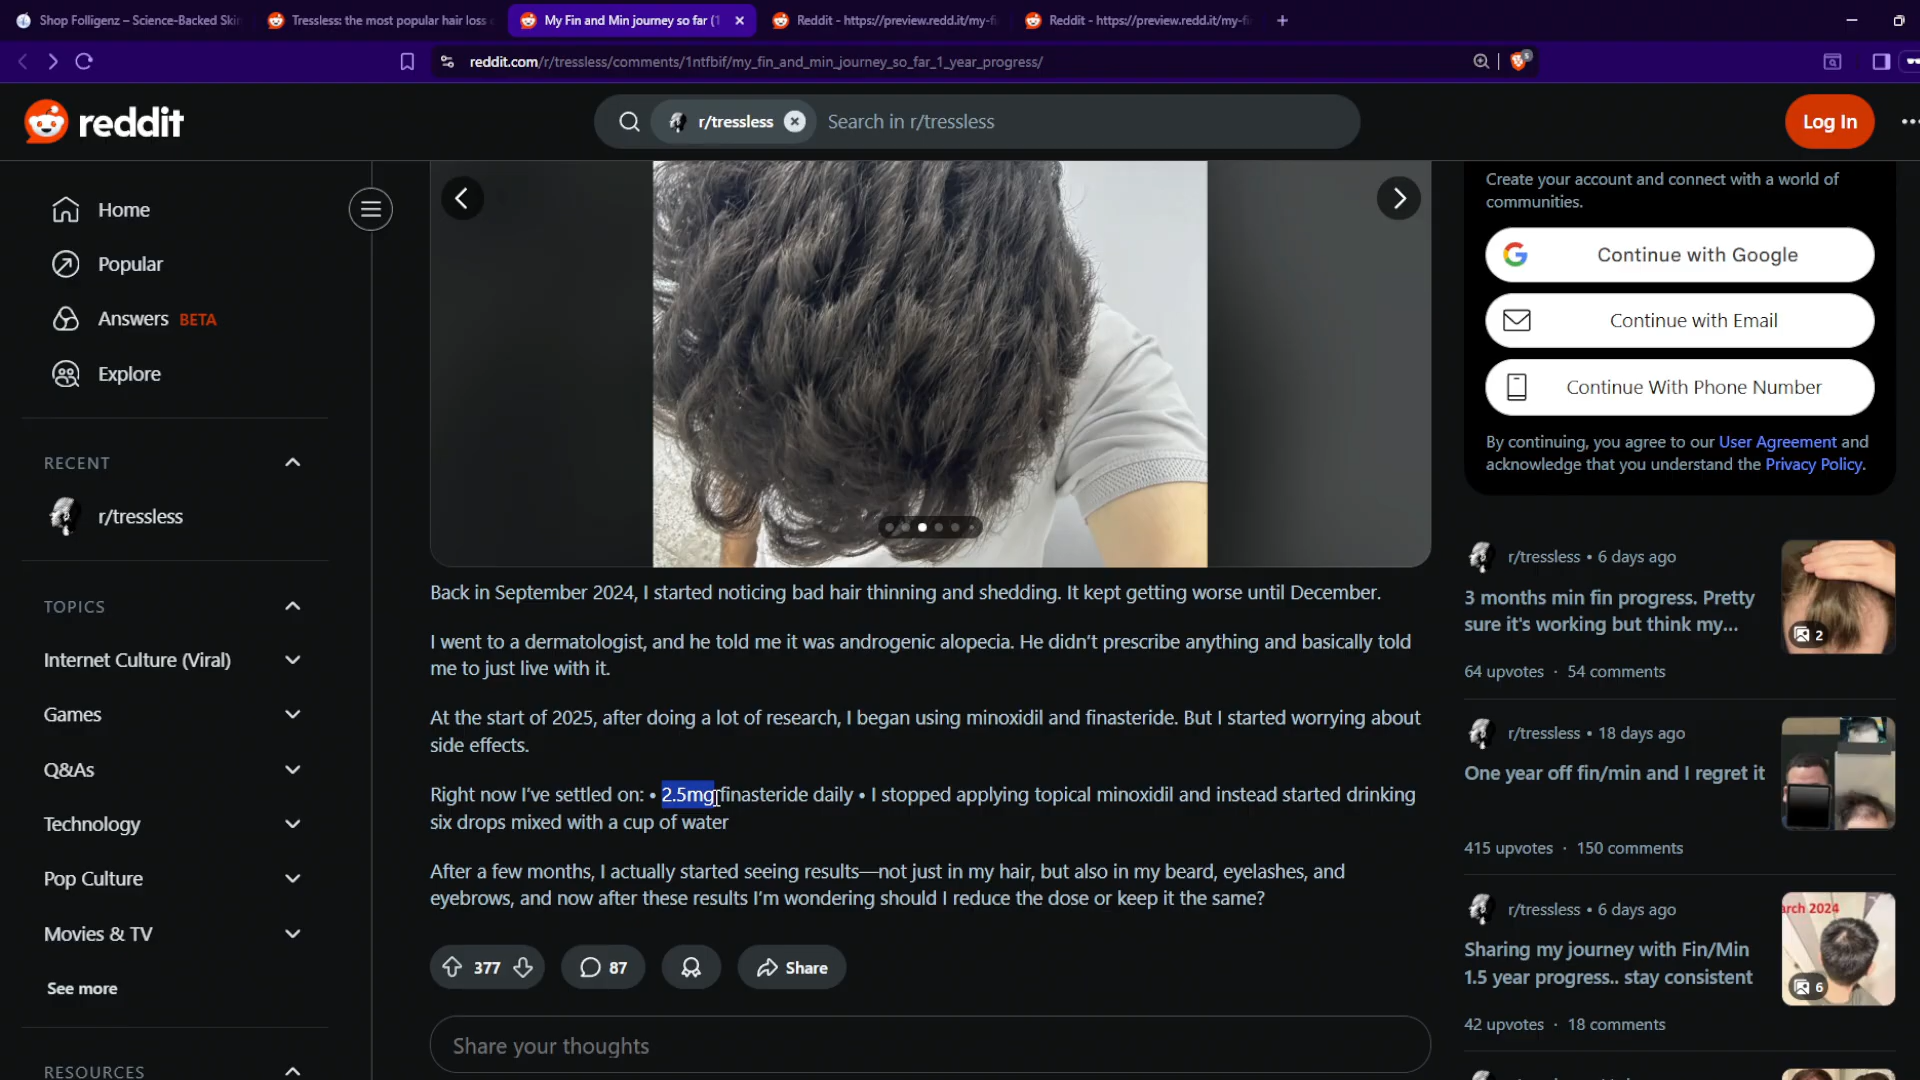 Shop Folligenz – Science-Backed Ski
Tressless: the most popular hair loss
My Fin and Min journey so far (1
Reddit - https://preview.redd.it/my-fi
Reddit - https://preview.redd.it/my-fi
reddit.com/r/tressless/comments/1ntfbif/my_fin_and_min_journey_so_far_1_year_progress/
reddit
r/tressless
Search in r/tressless
Log In
Home
Popular
Answers BETA
Explore
RECENT
r/tressless
TOPICS
Internet Culture (Viral)
Games
Q&As
Technology
Pop Culture
Movies & TV
See more
RESOURCES
Back in September 2024, I started noticing bad hair thinning and shedding. It kept getting worse until December.
I went to a dermatologist, and he told me it was androgenic alopecia. He didn't prescribe anything and basically told
me to just live with it.
At the start of 2025, after doing a lot of research, I began using minoxidil and finasteride. But I started worrying about
side effects.
Right now I've settled on: • 2.5mg finasteride daily • I stopped applying topical minoxidil and instead started drinking
six drops mixed with a cup of water
After a few months, I actually started seeing results—not just in my hair, but also in my beard, eyelashes, and
eyebrows, and now after these results I'm wondering should I reduce the dose or keep it the same?
377
87
Share
Share your thoughts
Create your account and connect with a world of
communities.
Continue with Google
Continue with Email
Continue With Phone Number
By continuing, you agree to our User Agreement and
acknowledge that you understand the Privacy Policy.
r/tressless • 6 days ago
3 months min fin progress. Pretty
sure it's working but think my...
2
64 upvotes · 54 comments
r/tressless • 18 days ago
One year off fin/min and I regret it
415 upvotes · 150 comments
r/tressless • 6 days ago
Sharing my journey with Fin/Min
1.5 year progress.. stay consistent
arch 2024
6
42 upvotes · 18 comments